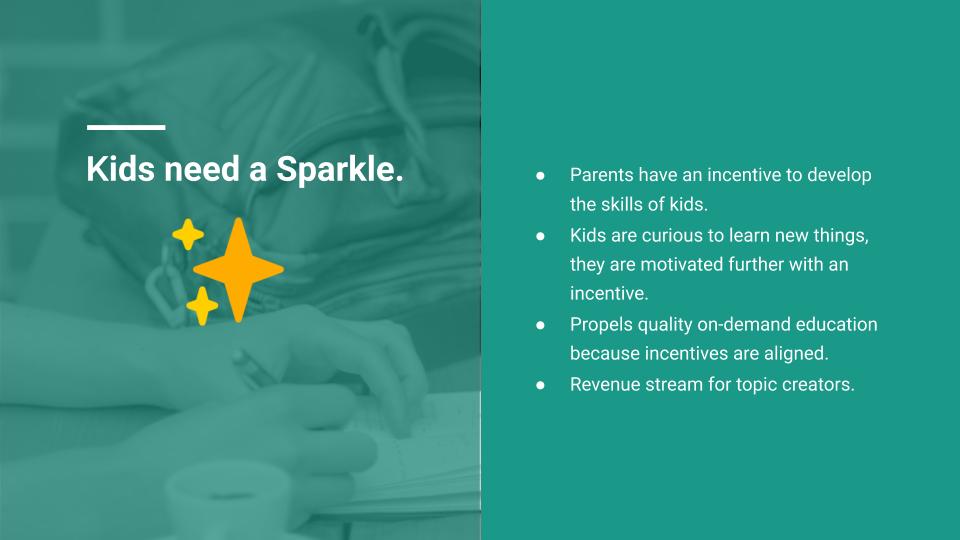 Kids need a Sparkle.
● Parents have an incentive to develop
the skills of kids.
● Kids are curious to learn new things,
they are motivated further with an
incentive.
● Propels quality on-demand education
because incentives are aligned.
● Revenue stream for topic creators.